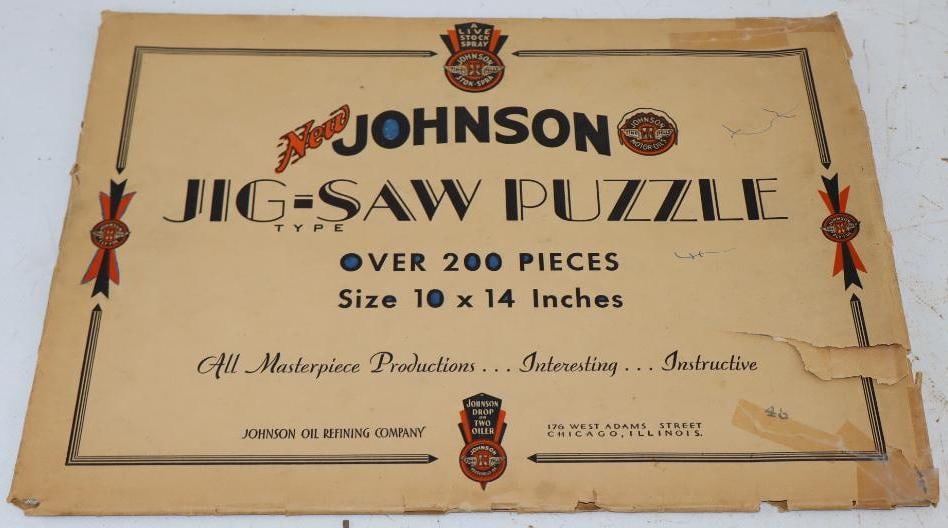 A
LIVE
STOCK
SPRAY
JOHNSON
STOK-SPRA
New JOHNSON
JOHNSON
MOTOR OILS
JIG=SAW PUZZLE
TYPE
OVER 200 PIECES
Size 10 x 14 Inches
All Masterpiece Productions . . . Interesting . . . Instructive
JOHNSON
DROP
OR
TWO
OILER
JOHNSON
JOHNSON OIL REFINING COMPANY
176 WEST ADAMS STREET
CHICAGO, ILLINOIS.
46